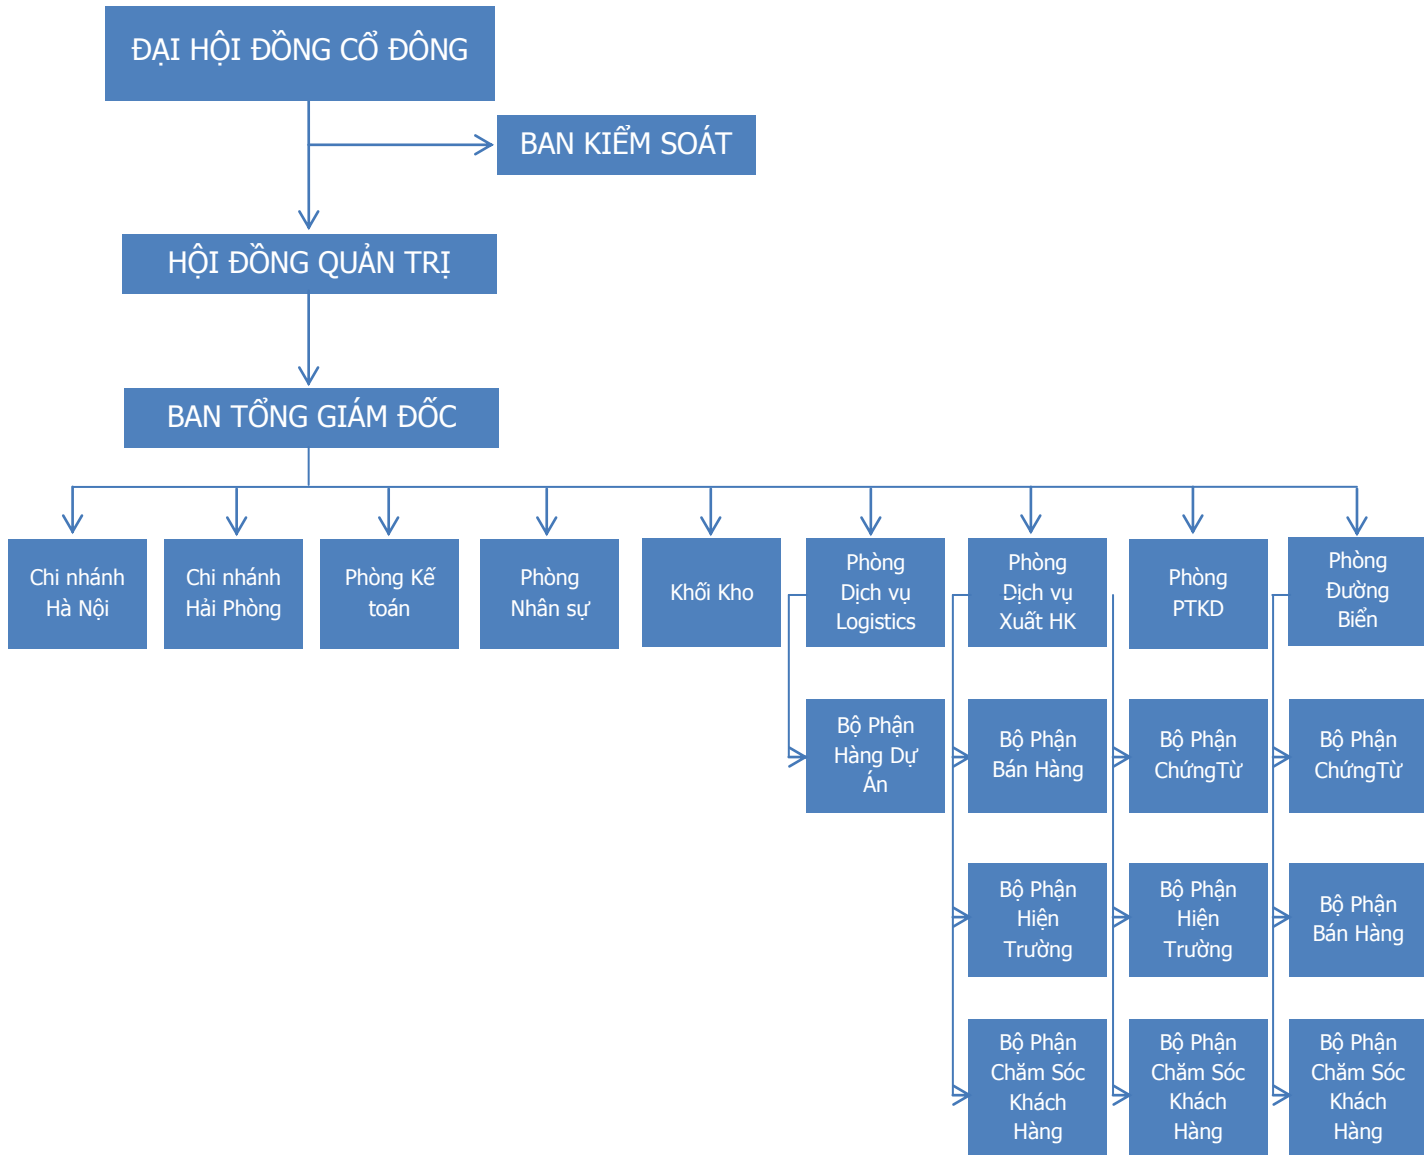 ĐẠI HỘI ĐỒNG CỔ ĐÔNG
BAN KIỂM SOÁT
HỘI ĐỒNG QUẢN TRỊ
BAN TỔNG GIÁM ĐỐC
Chi nhánh
Hà Nội
Chi nhánh
Hải Phòng
Phòng Kế
toán
Phòng
Nhân sự
Khối Kho
Phòng
Dịch vụ
Logistics
Phòng
Dịch vụ
Xuất HK
Phòng
PTKD
Phòng
Đường
Biển
Bộ Phận
Hàng Dự
Án
Bộ Phận
Bán Hàng
Bộ Phận
ChứngTừ
Bộ Phận
ChứngTừ
Bộ Phận
Hiện
Trường
Bộ Phận
Hiện
Trường
Bộ Phận
Bán Hàng
Bộ Phận
Chăm Sóc
Khách
Hàng
Bộ Phận
Chăm Sóc
Khách
Hàng
Bộ Phận
Chăm Sóc
Khách
Hàng